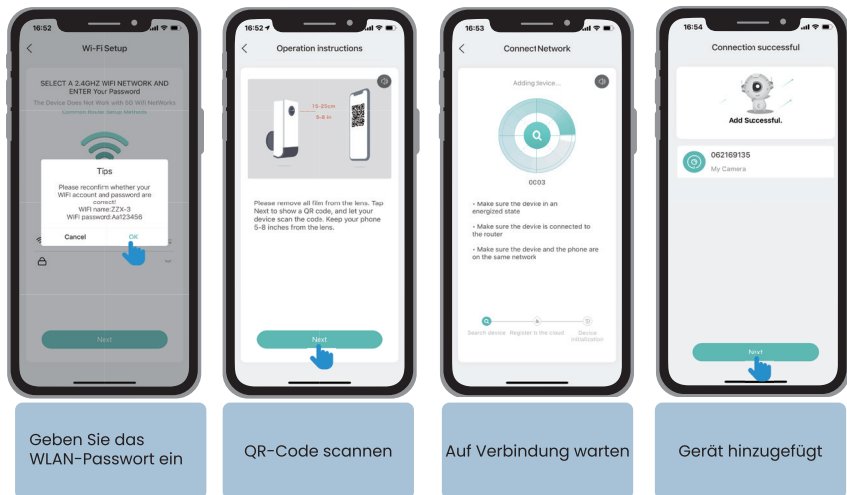 16:52
Wi-Fi Setup
SELECT A 2.4GHZ WIFI NETWORK AND
ENTER Your Password
The Device Does Not Work with 5G Wifi NetWorks
Common Router Setup Methods
Tips
Please reconfirm whether your
WIFI account and password are
correct!
WIFI name:ZZX-3
WIFI password:Aa123456
Cancel
OK
Next
Geben Sie das
WLAN-Passwort ein
16:52
Operation instructions
15-20cm
5-8 in
Please remove all film from the lens. Tap
Next to show a QR code, and let your
device scan the code. Keep your phone
5-8 inches from the lens.
Next
QR-Code scannen
16:53
Connect Network
Adding device...
0C03
- Make sure the device in an
energized state
- Make sure the device is connected to
the router
- Make sure the device and the phone are
on the same network
Search device
Register to the cloud
Device
initialization
Auf Verbindung warten
16:54
Connection successful
Add Successful.
062169135
My Camera
Next
Gerät hinzugefügt